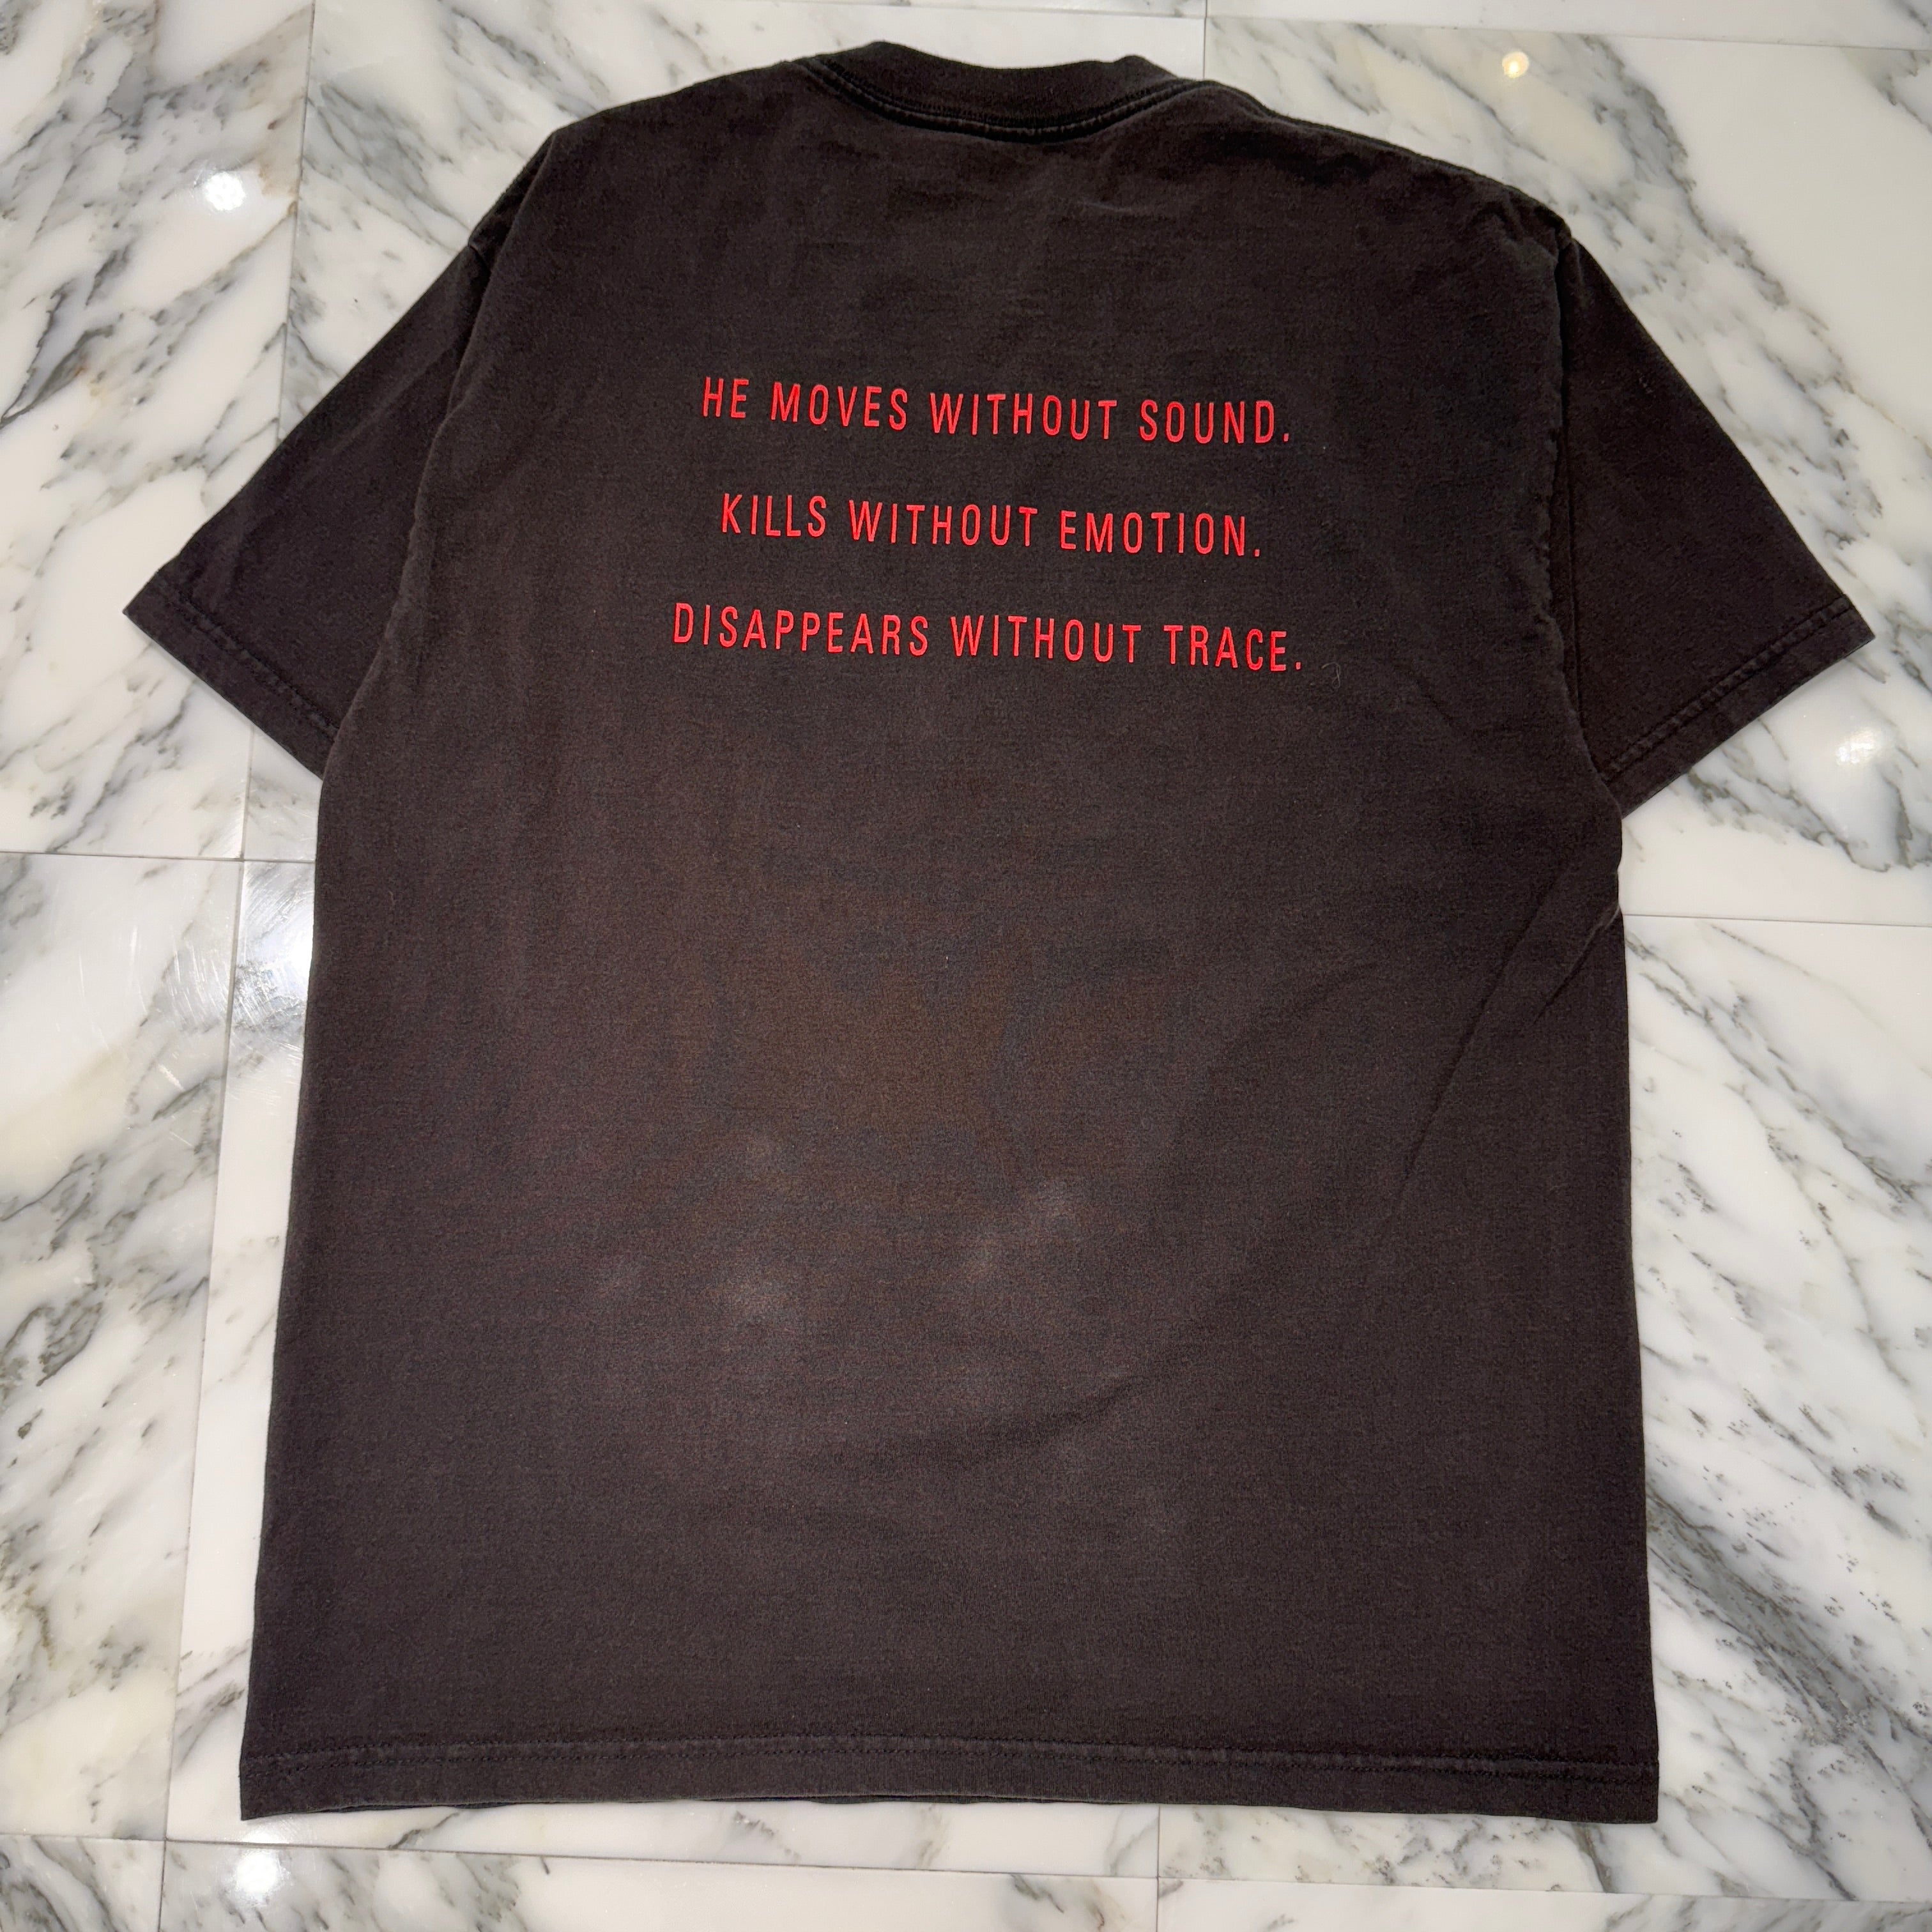 HE MOVES WITHOUT SOUND.
KILLS WITHOUT EMOTION.
DISAPPEARS WITHOUT TRACE.